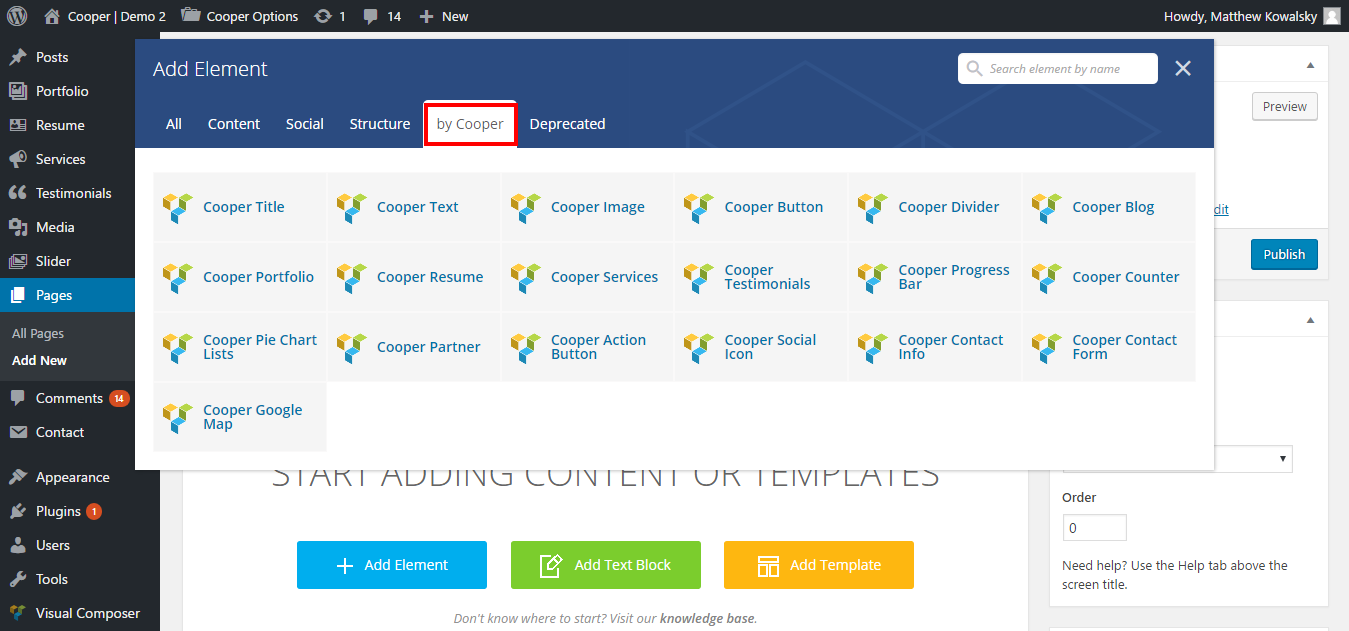 Cooper | Demo 2
Cooper Options
1
14
New
Howdy, Matthew Kowalsky
Posts
Portfolio
Resume
Services
Testimonials
Media
Slider
Pages
All Pages
Add New
Comments 14
Contact
Appearance
Plugins 1
Users
Tools
Visual Composer
Add Element
Search element by name
All
Content
Social
Structure
by Cooper
Deprecated
Cooper Title
Cooper Text
Cooper Image
Cooper Button
Cooper Divider
Cooper Blog
Cooper Portfolio
Cooper Resume
Cooper Services
Cooper
Testimonials
Cooper Progress
Bar
Cooper Counter
Cooper Pie Chart
Lists
Cooper Partner
Cooper Action
Button
Cooper Social
Icon
Cooper Contact
Info
Cooper Contact
Form
Cooper Google
Map
START ADDING CONTENT OR TEMPLATES
Add Element
Add Text Block
Add Template
Don't know where to start? Visit our knowledge base.
Preview
dit
Publish
Order
0
Need help? Use the Help tab above the
screen title.